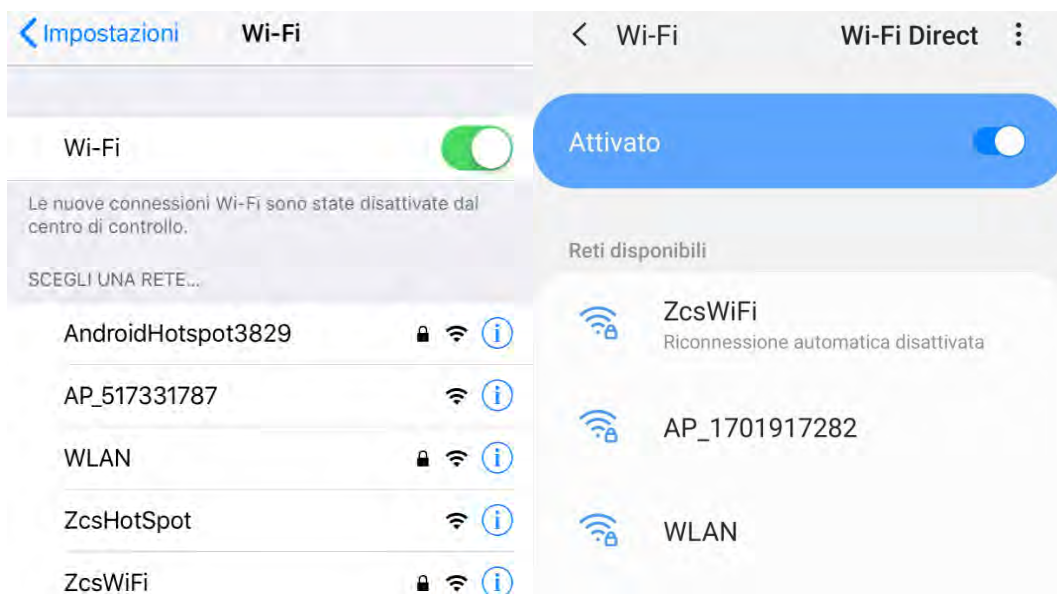 Impostazioni Wi-Fi
Wi-Fi
Le nuove connessioni Wi-Fi sono state disattivate dal
centro di controllo.
SCEGLI UNA RETE...
AndroidHotspot3829
AP_517331787
WLAN
ZcsHotSpot
ZcsWiFi
Wi-Fi Wi-Fi Direct
Attivato
Reti disponibili
ZcsWiFi
Riconnessione automatica disattivata
AP_1701917282
WLAN